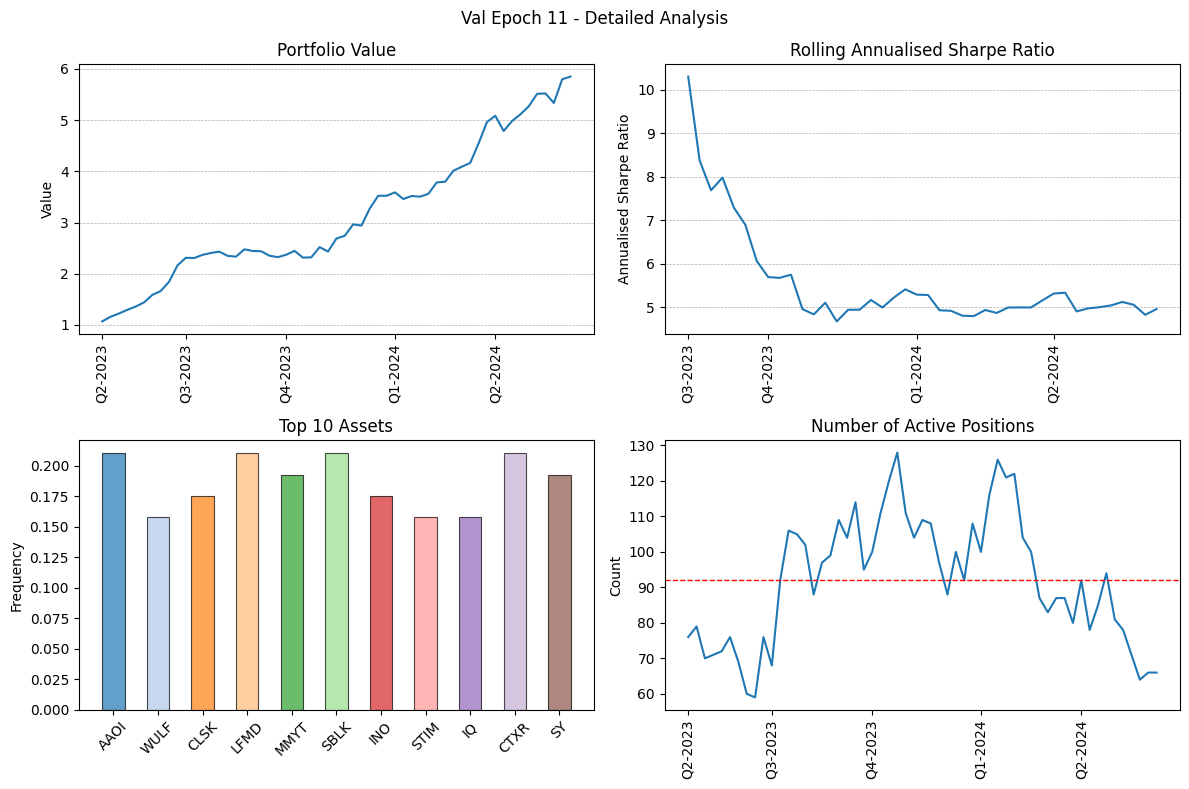 Val Epoch 11 - Detailed Analysis
Portfolio Value
Value
6
5
4
3
2
1
Q2-2023
Q3-2023
Q4-2023
Q1-2024
Q2-2024
Rolling Annualised Sharpe Ratio
Annualised Sharpe Ratio
10
9
8
7
6
5
Q3-2023
Q4-2023
Q1-2024
Q2-2024
Top 10 Assets
Frequency
0.200
0.175
0.150
0.125
0.100
0.075
0.050
0.025
0.000
AAOI
WULF
CLSK
LFMD
MMYT
SBLK
INO
STIM
IQ
CTXR
SY
Number of Active Positions
Count
130
120
110
100
90
80
70
60
Q2-2023
Q3-2023
Q4-2023
Q1-2024
Q2-2024